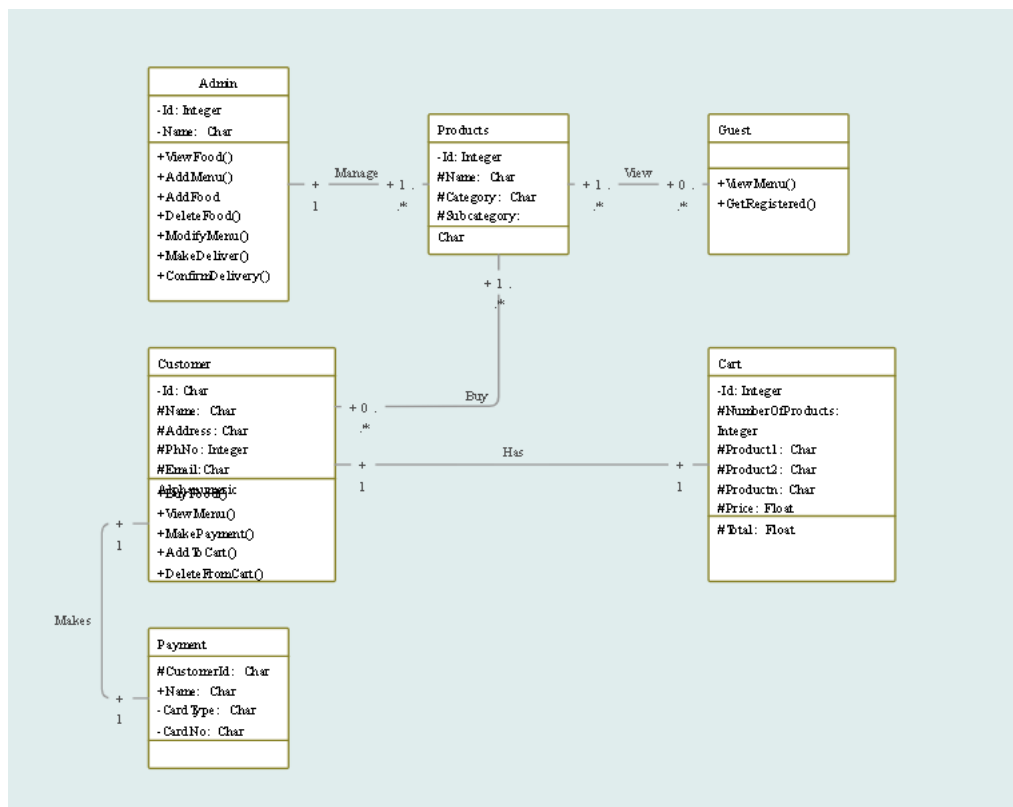 Admin
-Id: Integer
-Name: Char
+ViewFood()
+AddMenu()
+AddFood
+DeleteFood()
+ModifyMenu()
+MakeDeliver()
+ConfirmDelivery()
+
1
Manage
+1.
.*
Products
-Id: Integer
#Name: Char
#Category: Char
#Subcategory:
Char
+1.
.*
View
+0.
.*
Guest
+ViewMenu()
+GetRegistered()
+1.
.*
Buy
+0.
.*
Customer
-Id: Char
#Name: Char
#Address: Char
#PhNo: Integer
#Email:Char
Alphnumeric
+BuyFood()
+ViewMenu()
+MakePayment()
+AddToCart()
+DeleteFromCart()
+
1
Has
+
1
Cart
-Id: Integer
#NumberOfProducts:
Integer
#Product1: Char
#Product2: Char
#Productn: Char
#Price: Float
#Total: Float
+
1
Makes
+
1
Payment
#CustomerId: Char
+Name: Char
-CardType: Char
-CardNo: Char